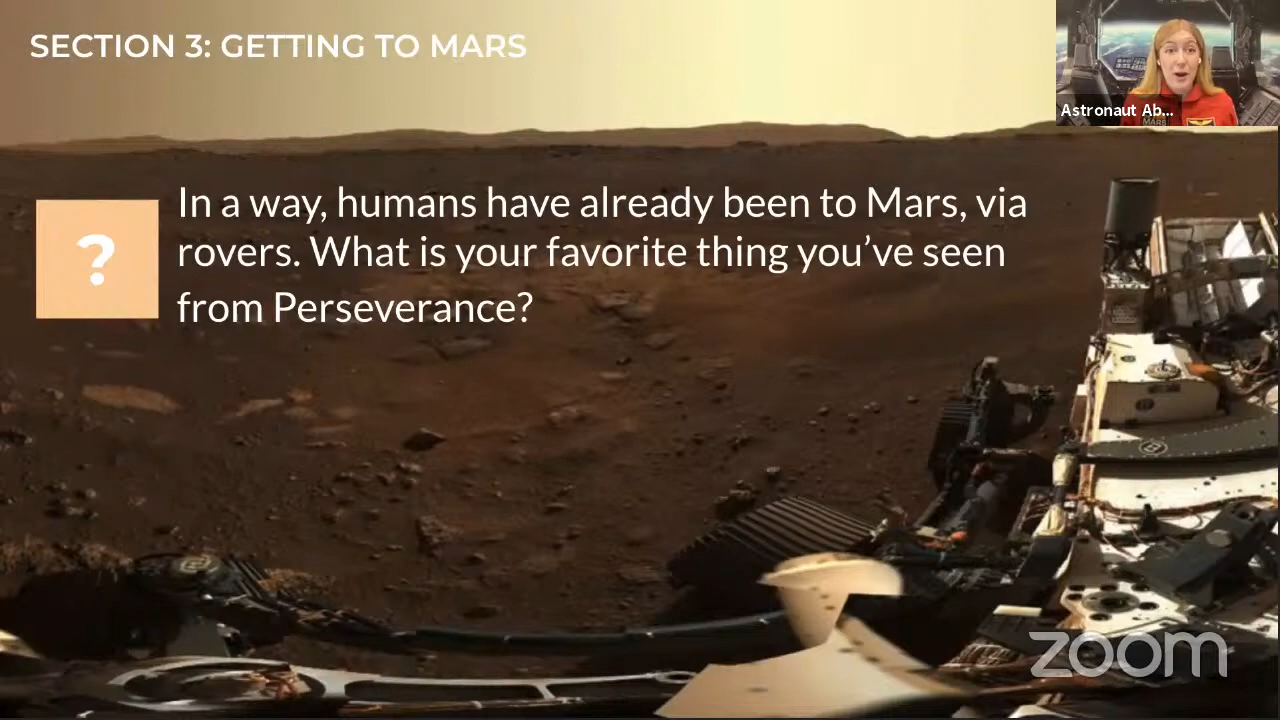 SECTION 3: GETTING TO MARS
Astronaut Ab...
MARS
?
In a way, humans have already been to Mars, via
rovers. What is your favorite thing you’ve seen
from Perseverance?
zoom